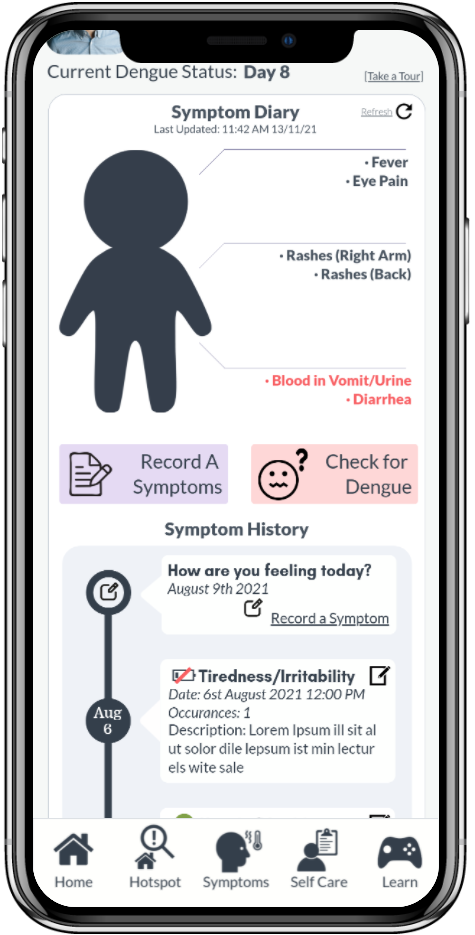 Current Dengue Status: Day 8
[Take a Tour]
Symptom Diary
Refresh
Last Updated: 11:42 AM 13/11/21
· Fever
· Eye Pain
· Rashes (Right Arm)
· Rashes (Back)
· Blood in Vomit/Urine
· Diarrhea
Record A
Symptoms
?
Check for
Dengue
Symptom History
How are you feeling today?
August 9th 2021
Record a Symptom
Aug
6
Tiredness/Irritability
Date: 6st August 2021 12:00 PM
Occurances: 1
Description: Lorem Ipsum ill sit al
ut solor dile lepsum ist min lectur
els wite sale
Home
Hotspot
Symptoms
Self Care
Learn